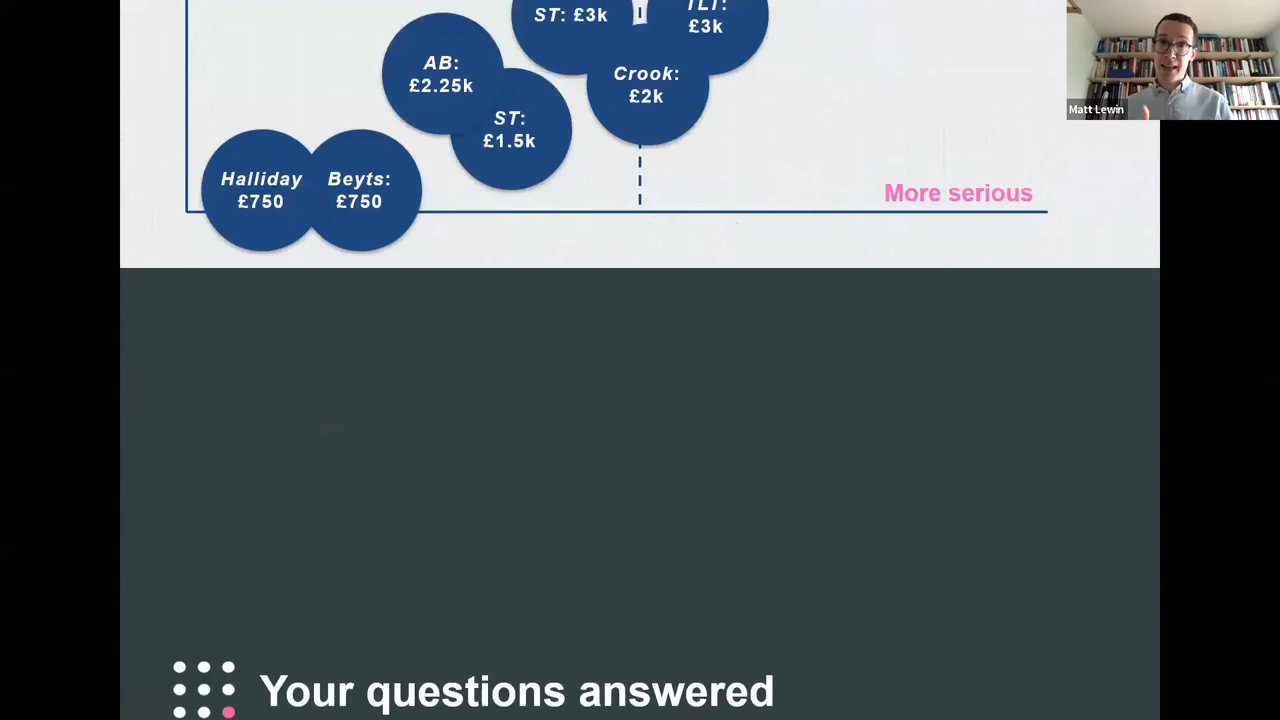 ST: £3k
TLT:
£3k
AB:
£2.25k
Crook:
£2k
ST:
£1.5k
Halliday
£750
Beyts:
£750
More serious
Matt Lewin
Your questions answered